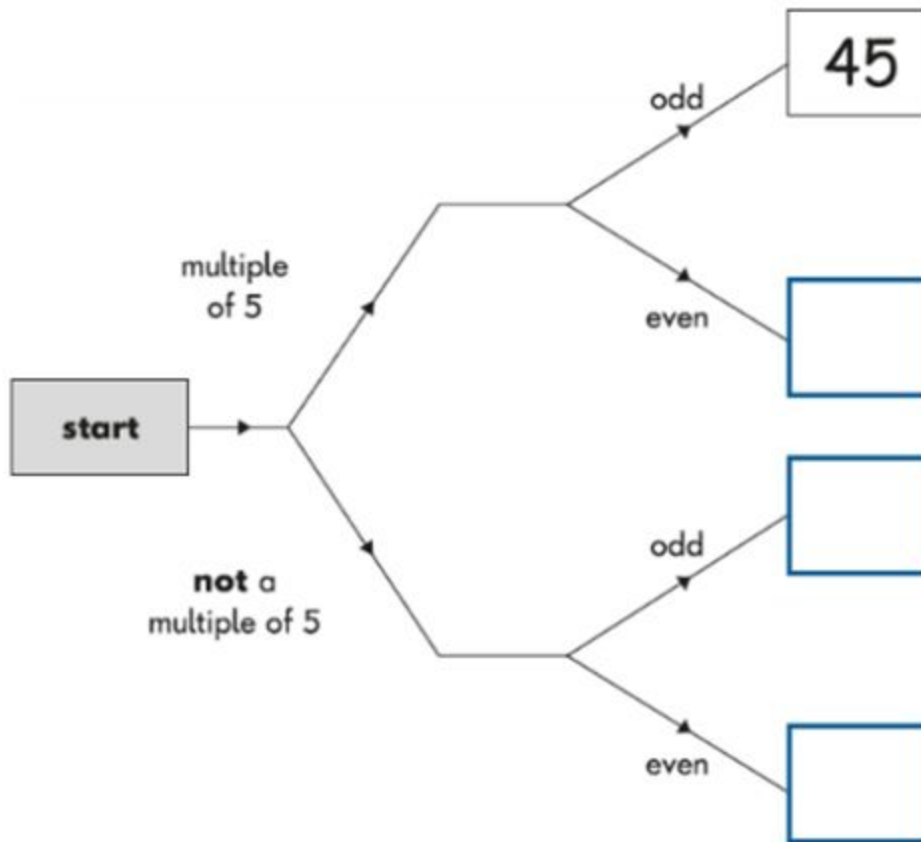 45
odd
multiple
of 5
even
start
odd
not a
multiple of 5
even